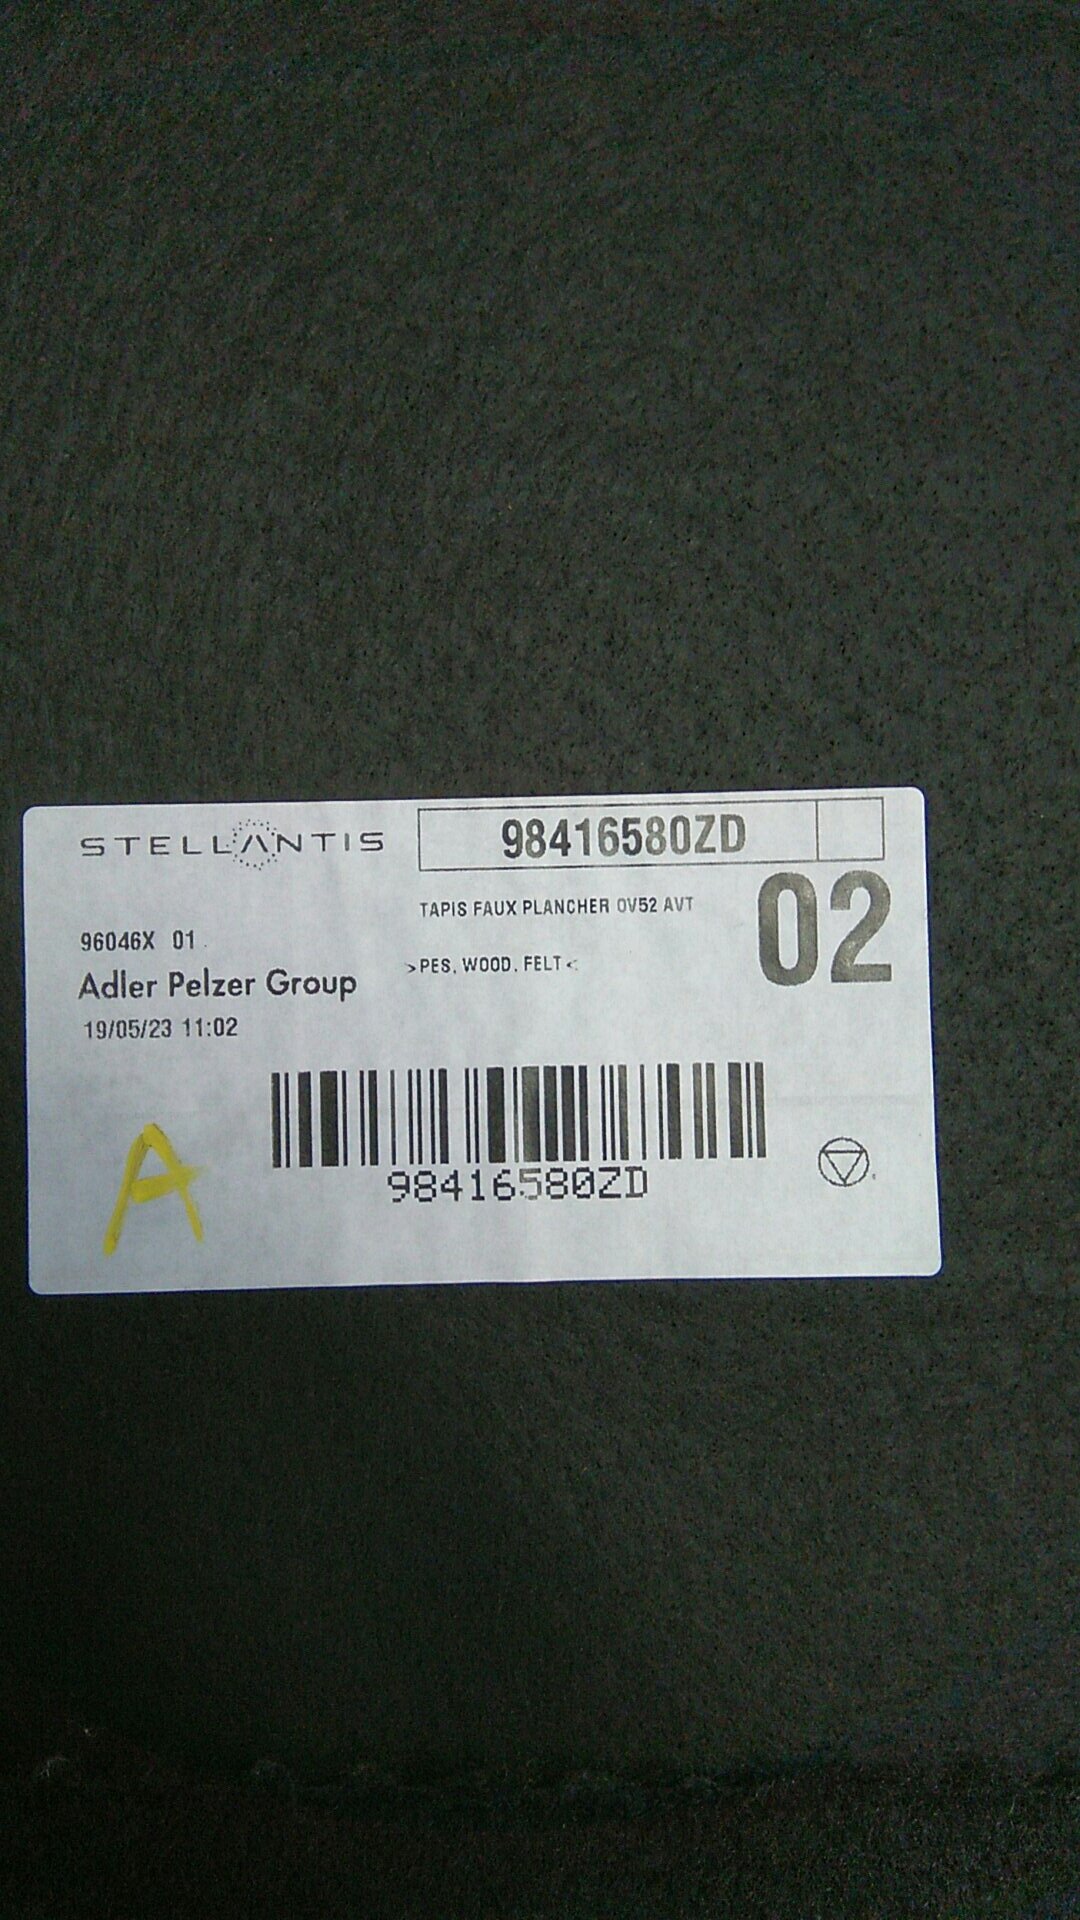 STELLANTIS
98416580ZD
TAPIS FAUX PLANCHER OV52 AVT
02
96046X 01
>PES, WOOD, FELT<
Adler Pelzer Group
19/05/23 11:02
A
98416580ZD